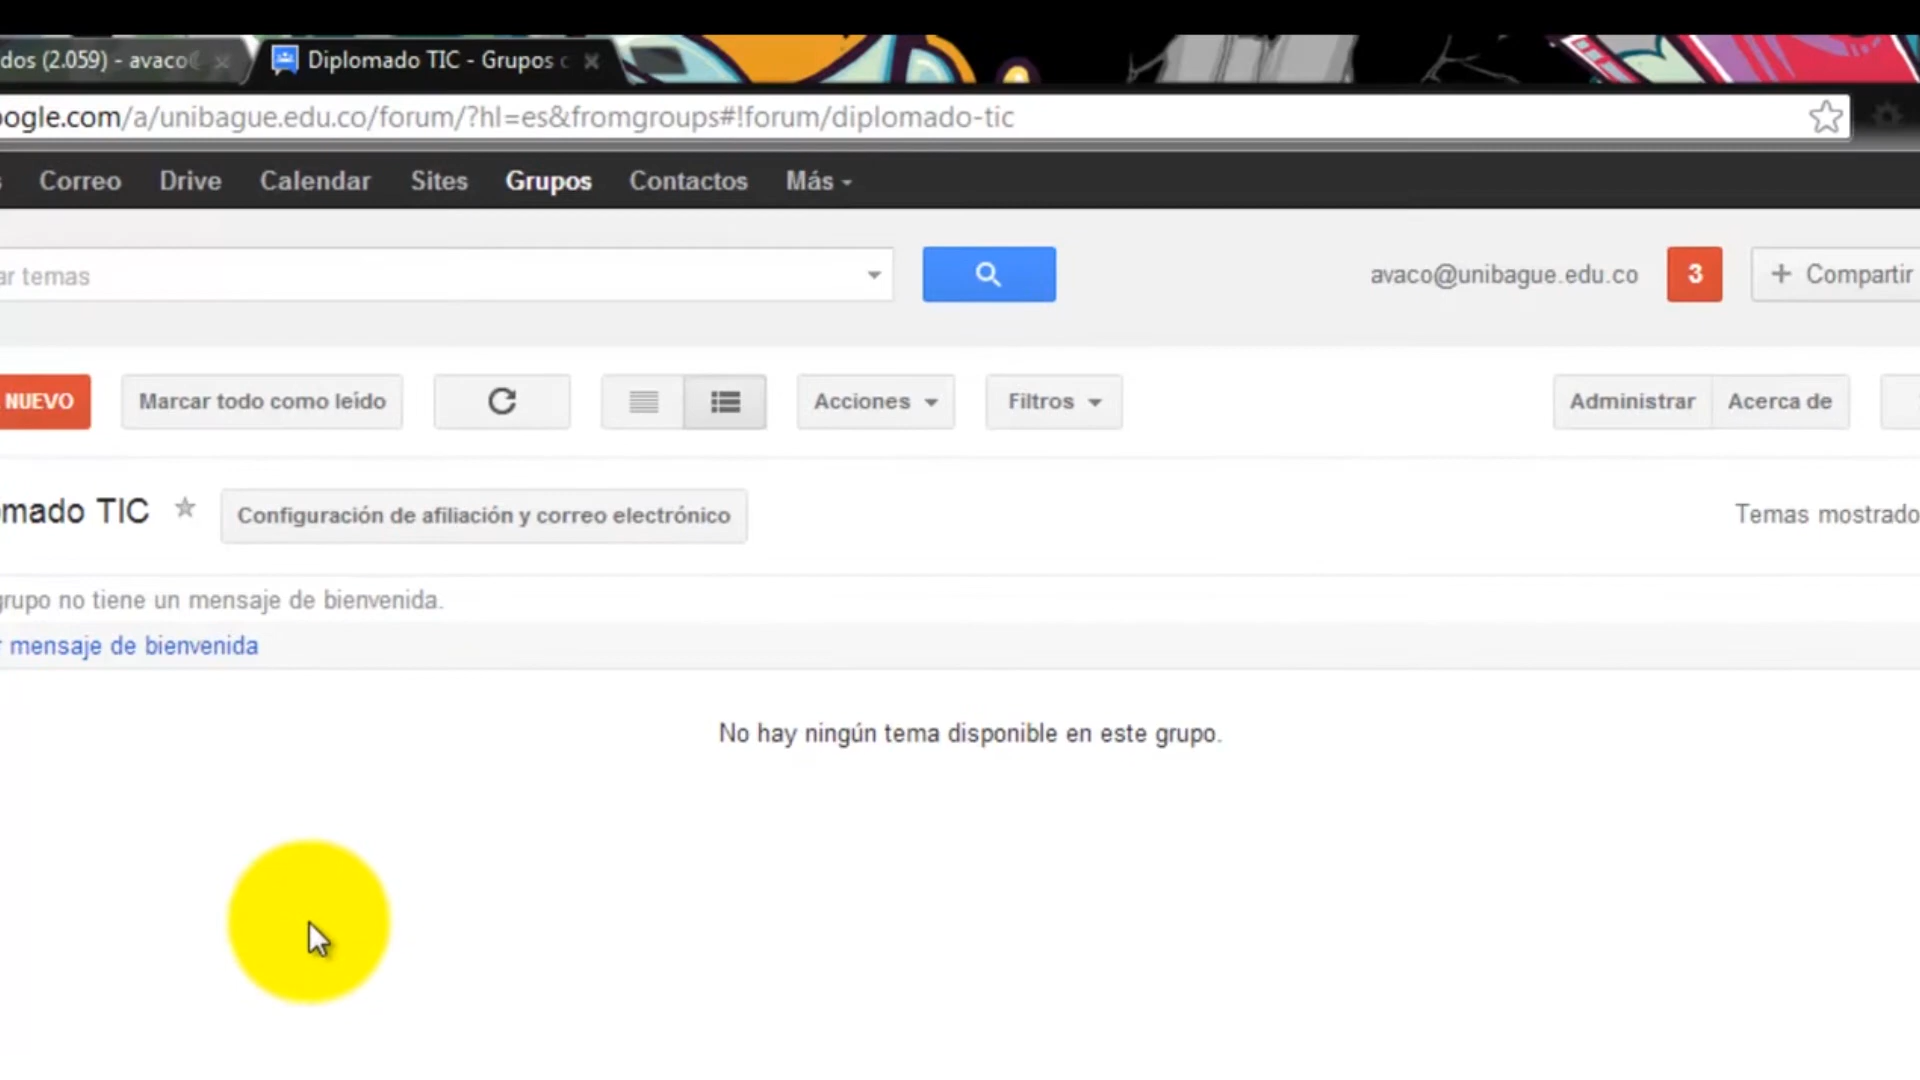 dos (2.059) - avaco
Diplomado TIC - Grupos
ogle.com/a/unibague.edu.co/forum/?hl=es&fromgroups#!forum/diplomado-tic
Correo Drive Calendar Sites Grupos Contactos Más
ar temas
avaco@unibague.edu.co 3 + Compartir
NUEVO Marcar todo como leído Acciones Filtros Administrar Acerca de
omado TIC Configuración de afiliación y correo electrónico Temas mostrado
grupo no tiene un mensaje de bienvenida.
r mensaje de bienvenida
No hay ningún tema disponible en este grupo.